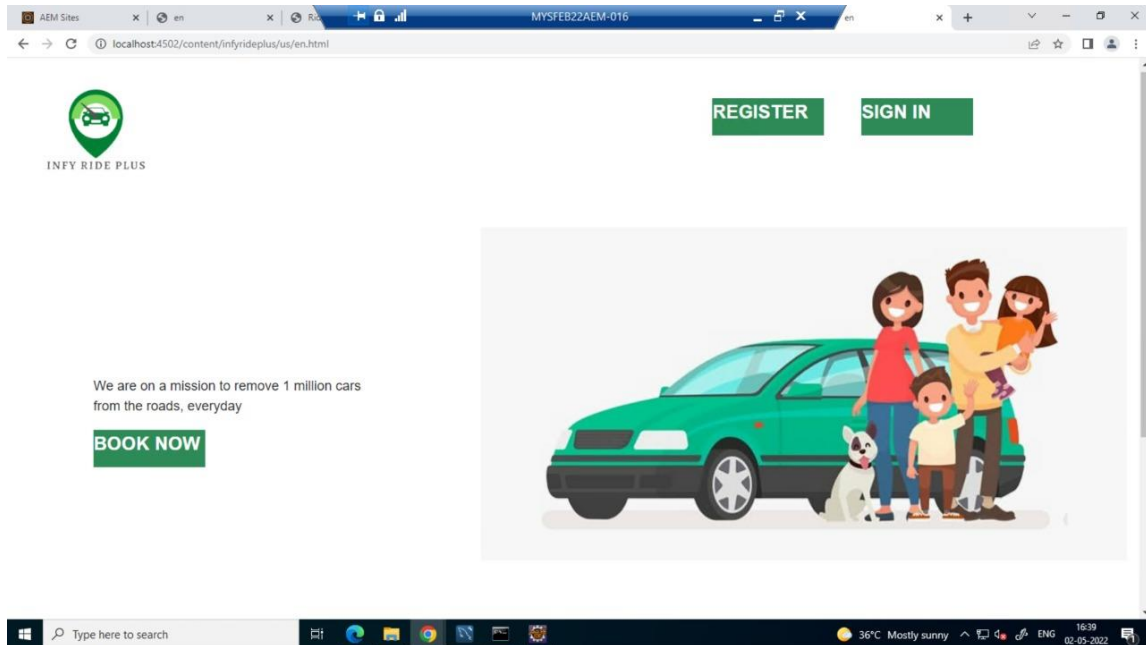 AEM Sites
en
MYSFEB22AEM-016
en
localhost:4502/content/infyrideplus/us/en.html
REGISTER
SIGN IN
INFY RIDE PLUS
We are on a mission to remove 1 million cars
from the roads, everyday
BOOK NOW
Type here to search
36°C Mostly sunny
ENG
16:39
02-05-2022